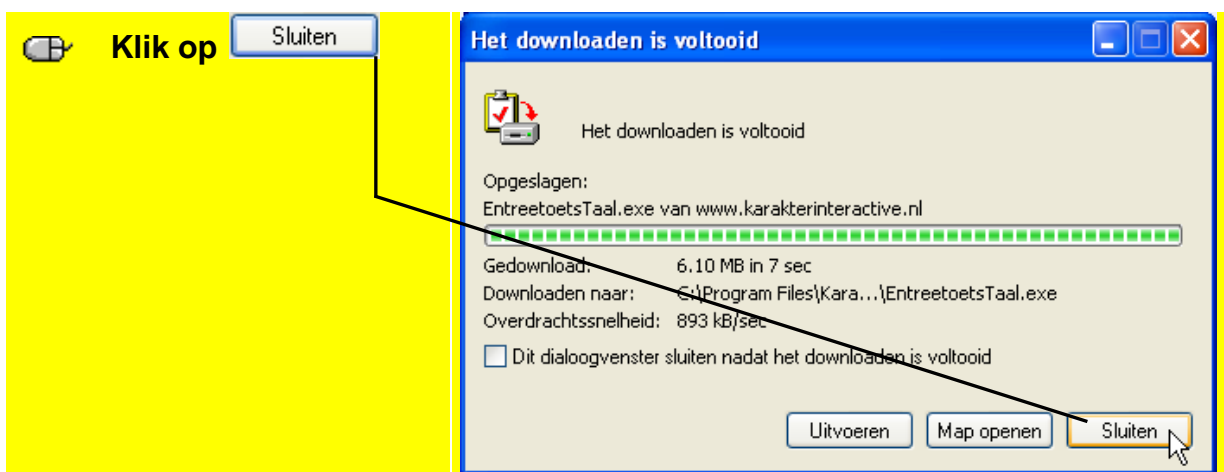 Klik op Sluiten
Het downloaden is voltooid
Het downloaden is voltooid
Opgeslagen:
EntreetoetsTaal.exe van www.karakterinteractive.nl
Gedownload: 6.10 MB in 7 sec
Downloaden naar: C:\Program Files\Kara...\EntreetoetsTaal.exe
Overdrachtssnelheid: 893 kB/sec
Dit dialoogvenster sluiten nadat het downloaden is voltooid
Uitvoeren Map openen Sluiten